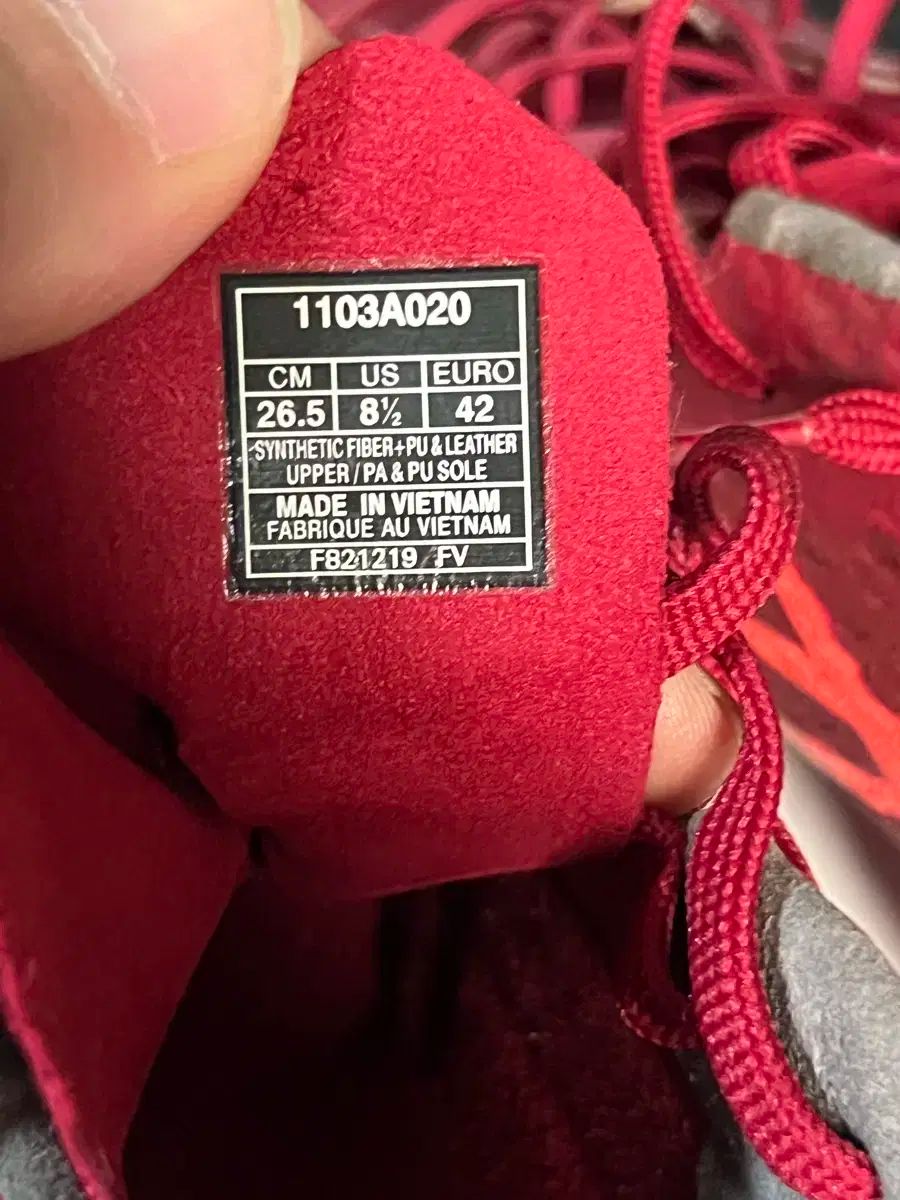 1103A020
CM US EURO
26.5 8½ 42
SYNTHETIC FIBER+PU & LEATHER
UPPER / PA & PU SOLE
MADE IN VIETNAM
FABRIQUE AU VIETNAM
F821219 FV